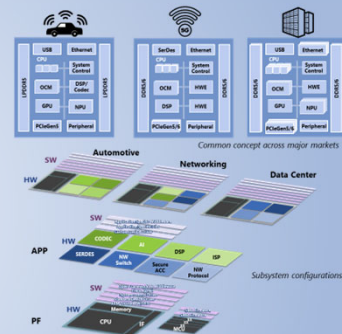 5G
USB Ethernet
CPU
System Control
LPDDR5
LPDDR5
OCM
DSP/ Codec
GPU NPU
PCIeGen5 Peripheral
SerDes Ethernet
CPU
System Control
DDR5/6
DDR5/6
OCM HWE
DSP HWE
PCIeGen5/6 Peripheral
USB Ethernet
CPU
System Control
DDR5/6
DDR5/6
OCM HWE
GPU NPU
PCIeGen5/6 Peripheral
Common concept across major markets
Automotive
Networking
Data Center
SW
HW
SW
HW
APP
CODEC AI DSP ISP
SERDES NW Switch Secure ACC NW Protocol
Subsystem configurations
SW
HW
PF
Memory
CPU